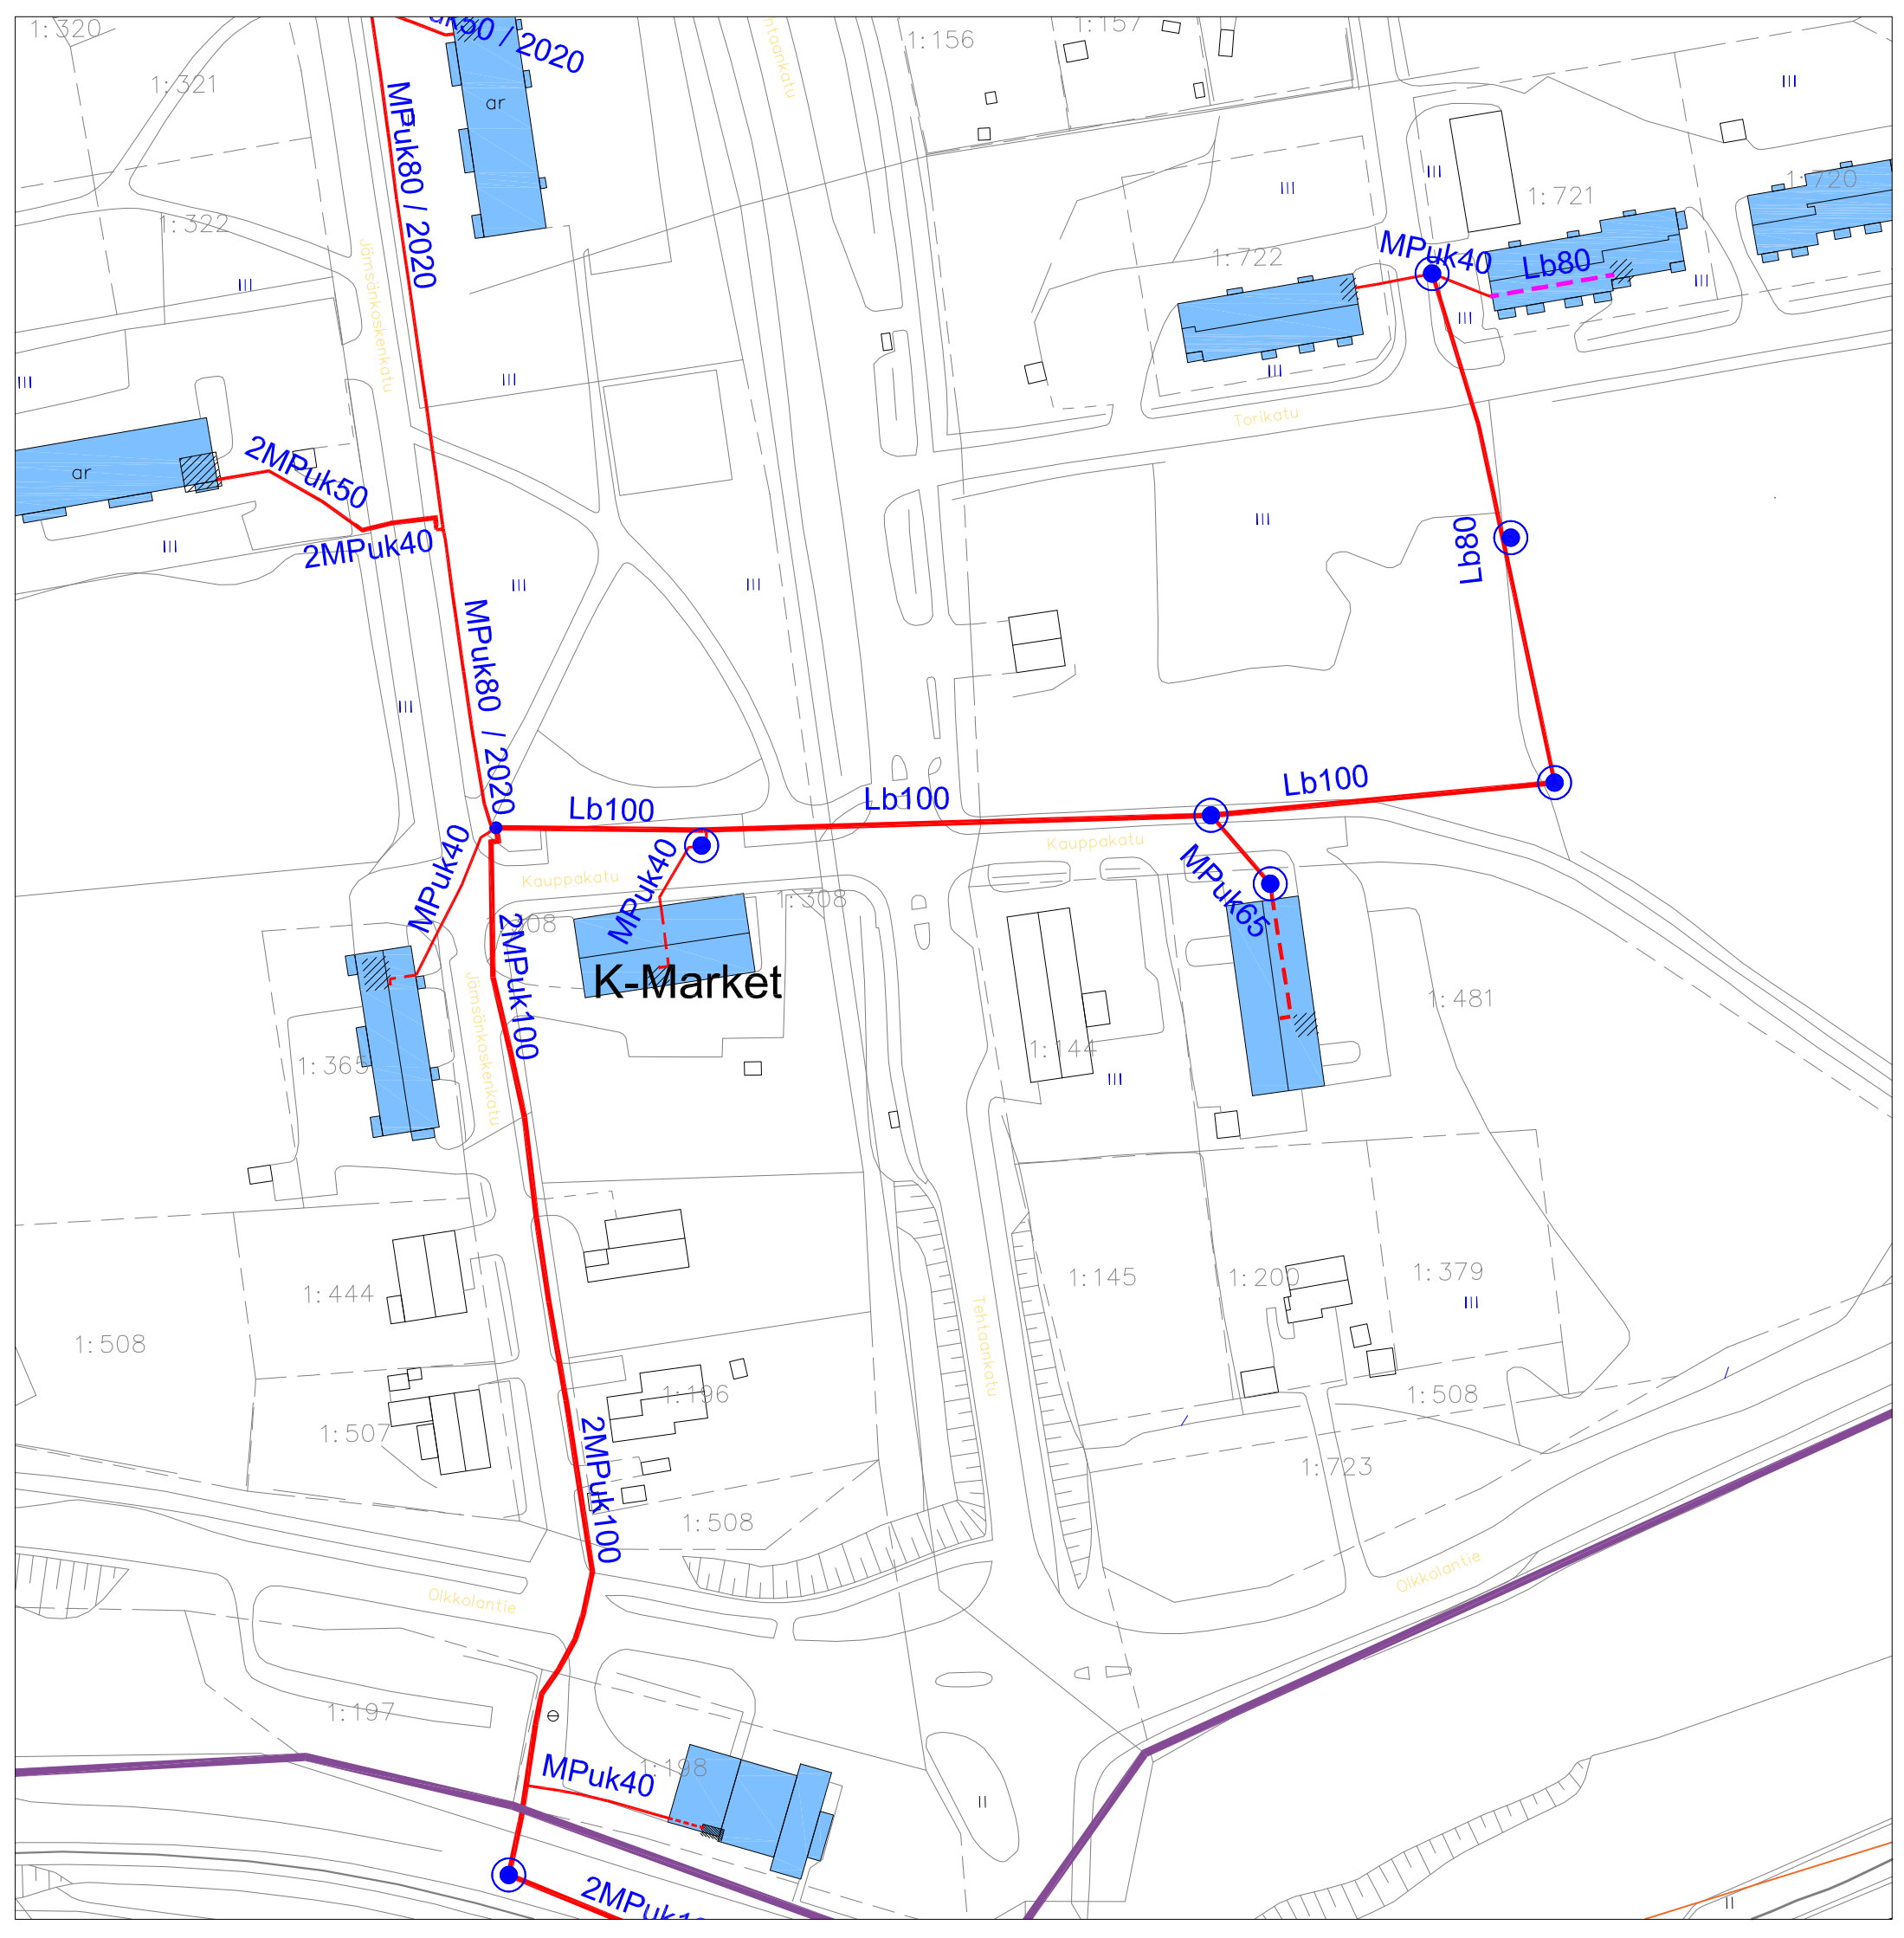 1:320
1:156
1:157
/ 2020
1:321
ar
MPuk80 / 2020
Tehtaankatu
1:322
1:720
1:721
1:722
MPuk40
Lb80
Jämsänkoskenkatu
Torikatu
ar
2MPuk50
2MPuk40
Lb80
MPuk80 / 2020
Lb100
Lb100
Lb100
MPuk40
MPuk40
Kauppakatu
Kauppakatu
MPuk65
1:308
2MPuk100
K-Market
1:481
Jämsänkoskenkatu
1:365
1:144
1:444
1:145
1:200
1:379
1:508
Tehtaankatu
1:196
1:508
1:507
2MPuk100
1:723
1:508
Olkkolantie
Olkkolantie
1:197
1:198
MPuk40